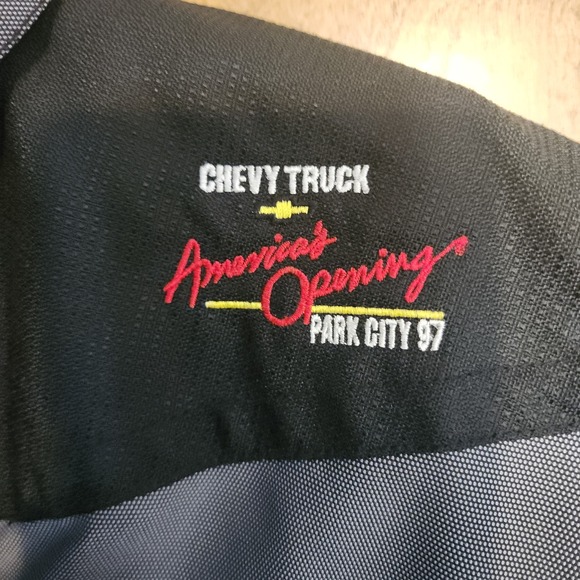 CHEVY TRUCK
America's
Opening
PARK CITY 97